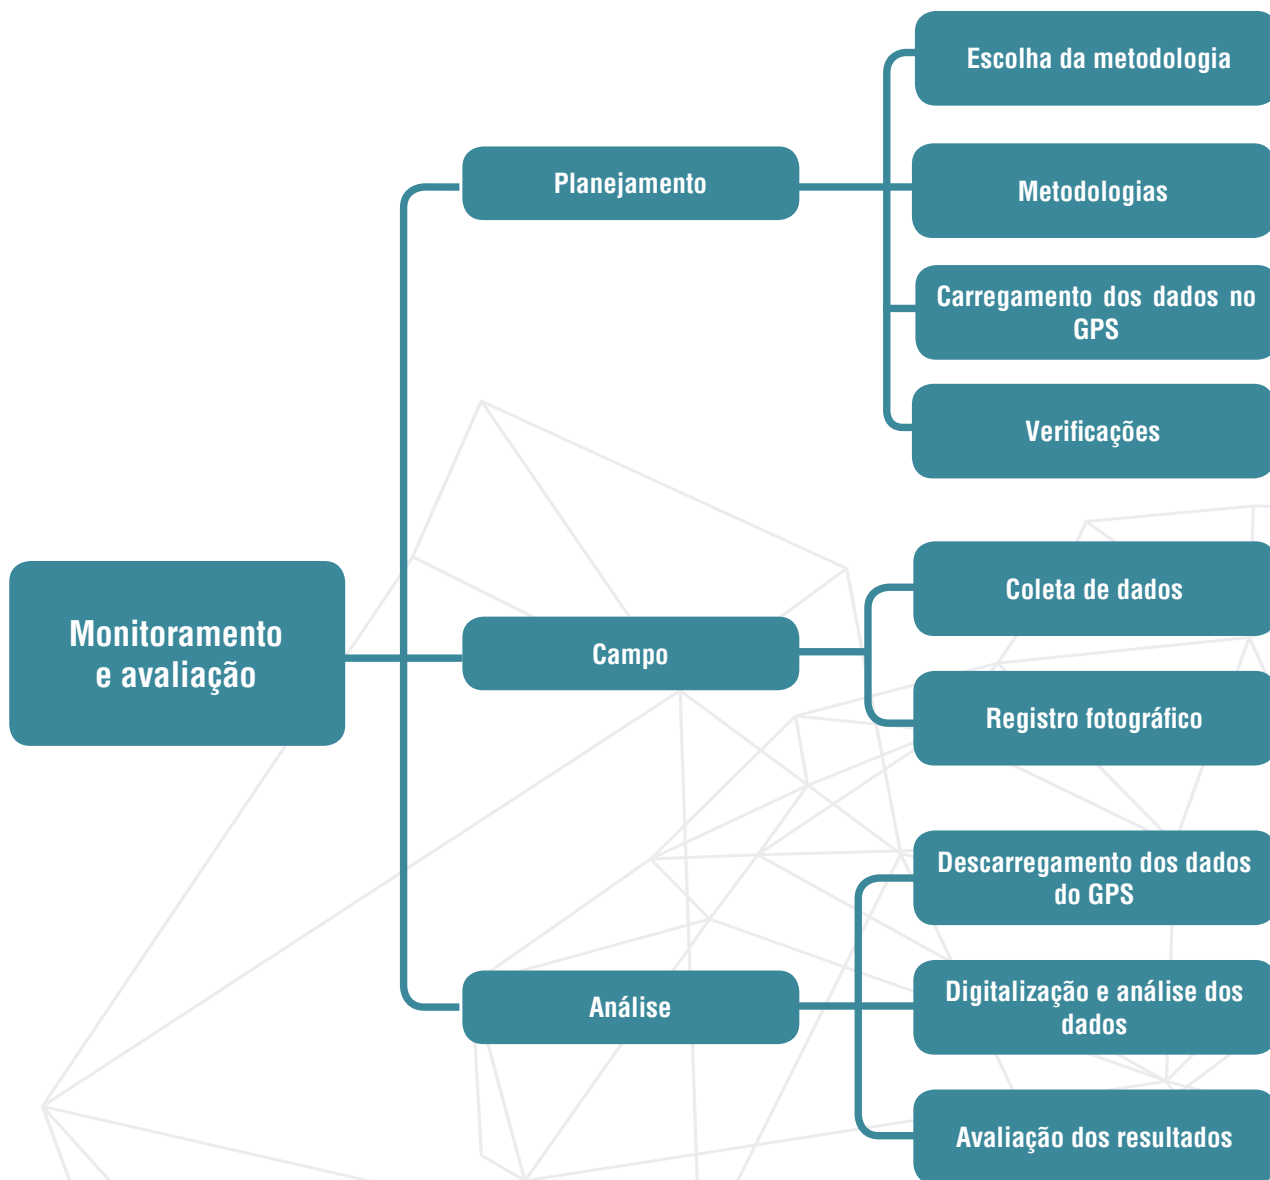 Monitoramento
e avaliação
Planejamento
Escolha da metodologia
Metodologias
Carregamento dos dados no
GPS
Verificações
Campo
Coleta de dados
Registro fotográfico
Análise
Descarregamento dos dados
do GPS
Digitalização e análise dos
dados
Avaliação dos resultados